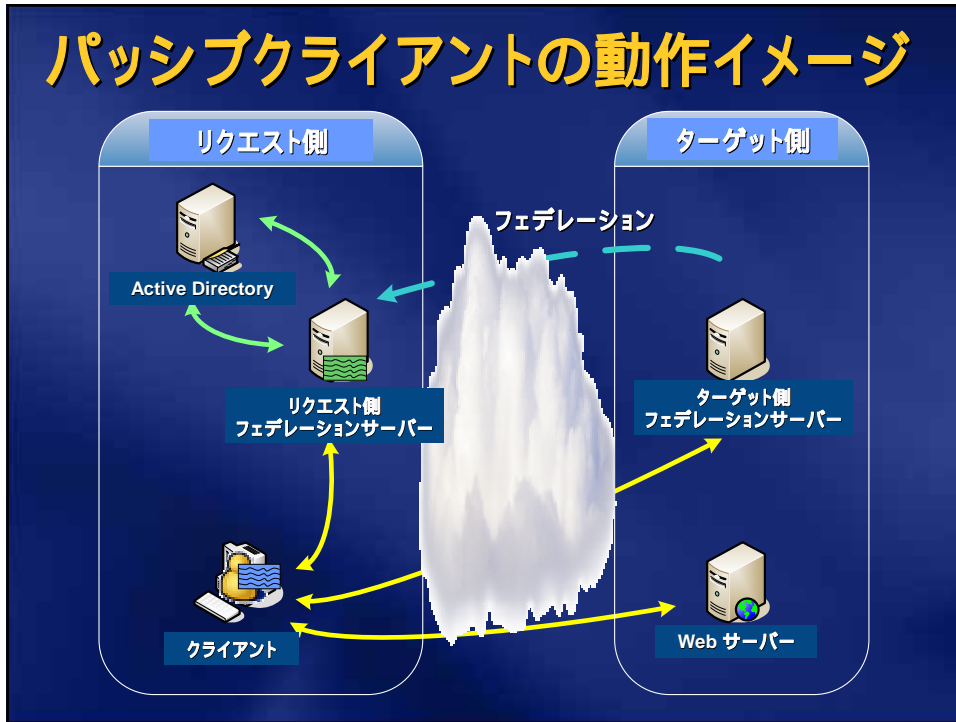 パッシブクライアントの動作イメージ
リクエスト側
ターゲット側
フェデレーション
Active Directory
リクエスト側
フェデレーションサーバー
ターゲット側
フェデレーションサーバー
クライアント
Web サーバー